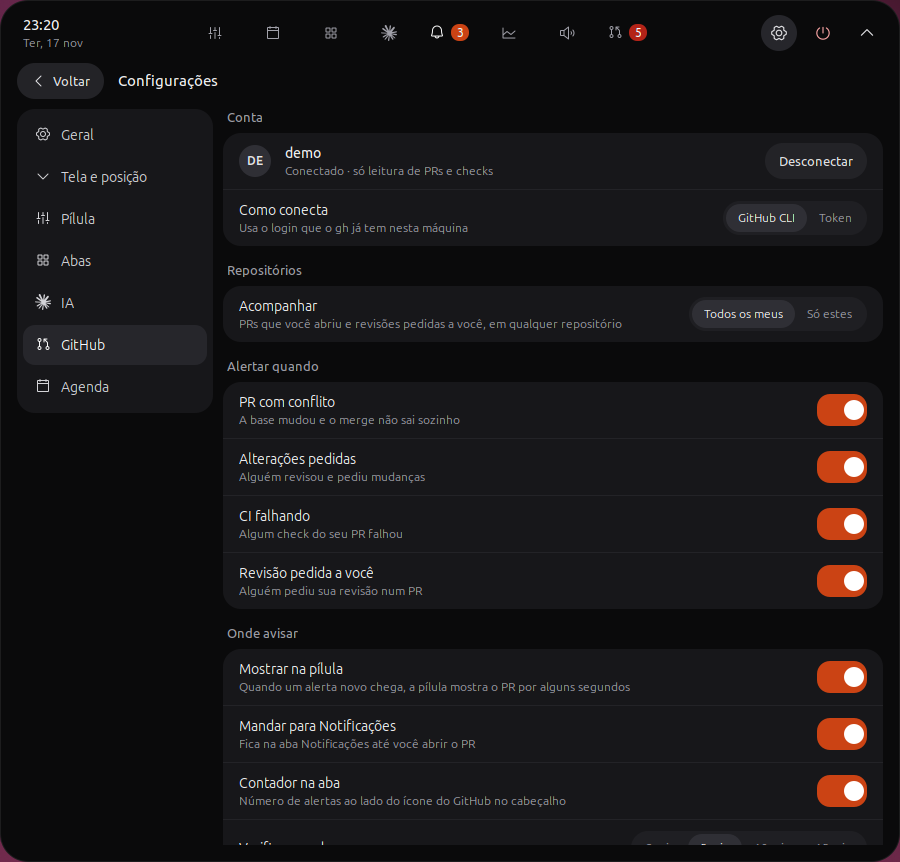 23:20
Ter, 17 nov
3
5
Voltar
Configurações
Geral
Tela e posição
Pílula
Abas
IA
GitHub
Agenda
Conta
DE
demo
Conectado · só leitura de PRs e checks
Desconectar
Como conecta
Usa o login que o gh já tem nesta máquina
GitHub CLI
Token
Repositórios
Acompanhar
PRs que você abriu e revisões pedidas a você, em qualquer repositório
Todos os meus
Só estes
Alertar quando
PR com conflito
A base mudou e o merge não sai sozinho
Alterações pedidas
Alguém revisou e pediu mudanças
CI falhando
Algum check do seu PR falhou
Revisão pedida a você
Alguém pediu sua revisão num PR
Onde avisar
Mostrar na pílula
Quando um alerta novo chega, a pílula mostra o PR por alguns segundos
Mandar para Notificações
Fica na aba Notificações até você abrir o PR
Contador na aba
Número de alertas ao lado do ícone do GitHub no cabeçalho